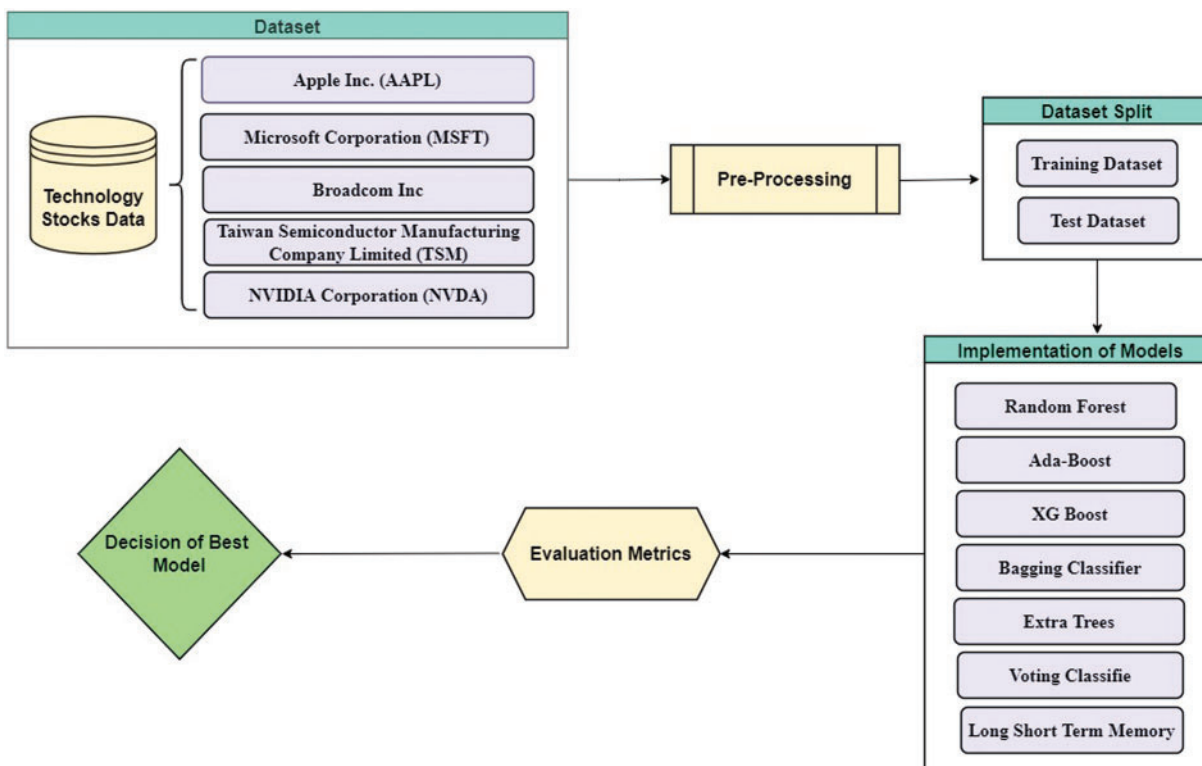 Dataset
Technology
Stocks Data
Apple Inc. (AAPL)
Microsoft Corporation (MSFT)
Broadcom Inc
Taiwan Semiconductor Manufacturing
Company Limited (TSM)
NVIDIA Corporation (NVDA)
Pre-Processing
Dataset Split
Training Dataset
Test Dataset
Implementation of Models
Random Forest
Ada-Boost
XG Boost
Bagging Classifier
Extra Trees
Voting Classifie
Long Short Term Memory
Evaluation Metrics
Decision of Best
Model